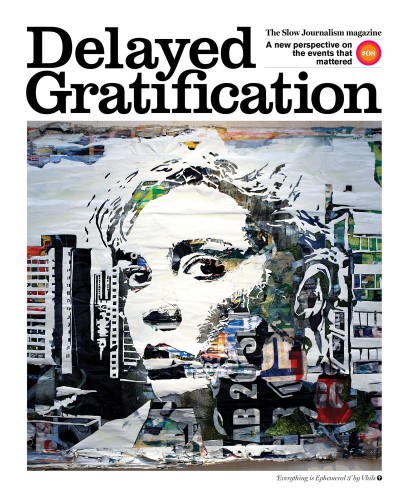 Delayed
Gratification
The Slow Journalism magazine
A new perspective on
the events that
mattered
#08
'Everything is Ephemeral 3' by Vhils